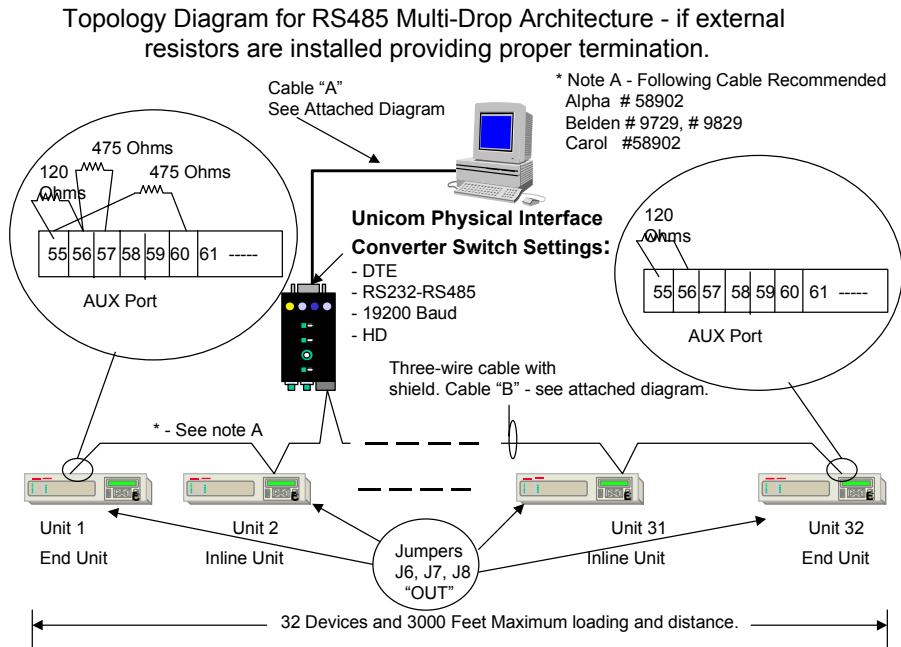 Topology Diagram for RS485 Multi-Drop Architecture - if external
resistors are installed providing proper termination.
Cable “A”
See Attached Diagram
* Note A - Following Cable Recommended
Alpha # 58902
Belden # 9729, # 9829
Carol #58902
475 Ohms
120
Ohms
475 Ohms
55 56 57 58 59 60 61 -----
AUX Port
Unicom Physical Interface
Converter Switch Settings:
- DTE
- RS232-RS485
- 19200 Baud
- HD
120
Ohms
55 56 57 58 59 60 61 -----
AUX Port
Three-wire cable with
shield. Cable “B” - see attached diagram.
* - See note A
Unit 1
End Unit
Unit 2
Inline Unit
Jumpers
J6, J7, J8
“OUT”
Unit 31
Inline Unit
Unit 32
End Unit
32 Devices and 3000 Feet Maximum loading and distance.